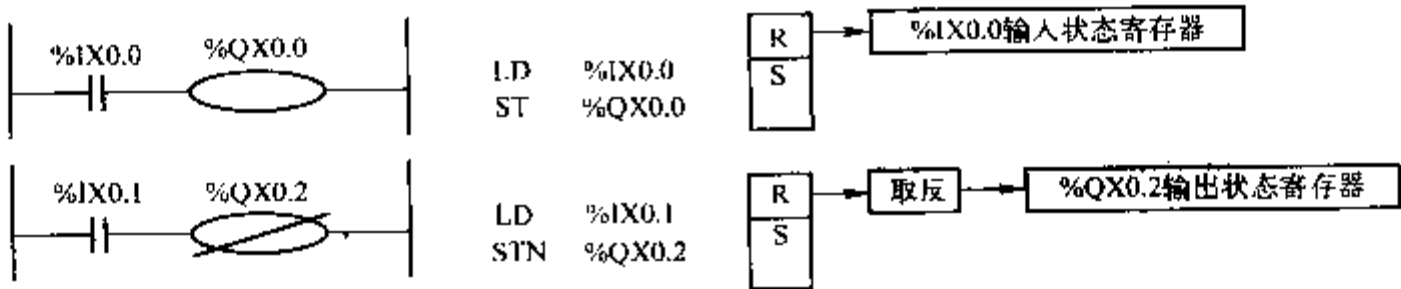 %IX0.0 %QX0.0
LD %IX0.0
ST %QX0.0
R
S
%IX0.0输入状态寄存器
%IX0.1 %QX0.2
LD %IX0.1
STN %QX0.2
R
S
取反
%QX0.2输出状态寄存器